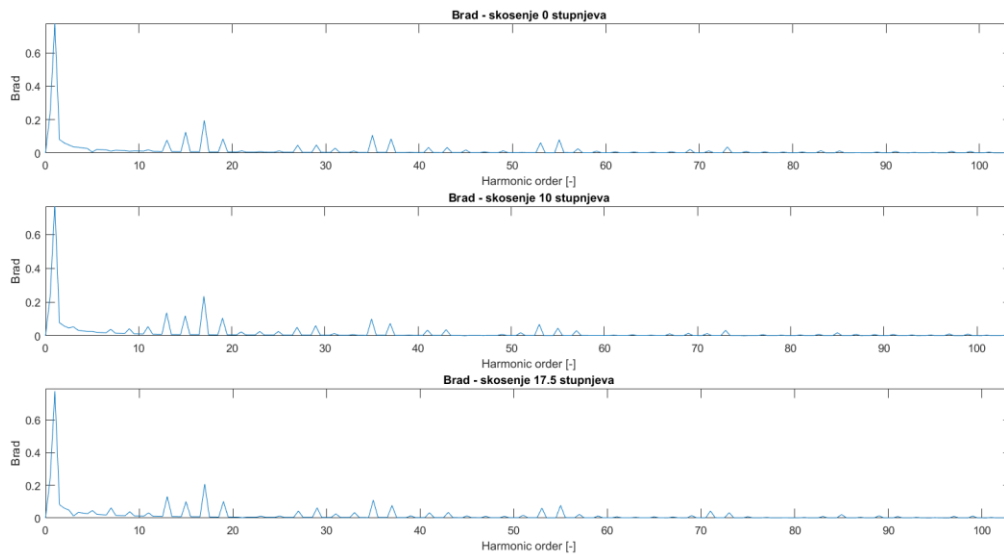 Brad - skosenje 0 stupnjeva
Brad
0.6
0.4
0.2
0
0 10 20 30 40 50 60 70 80 90 100
Harmonic order [-]
Brad - skosenje 10 stupnjeva
Brad
0.6
0.4
0.2
0
0 10 20 30 40 50 60 70 80 90 100
Harmonic order [-]
Brad - skosenje 17.5 stupnjeva
Brad
0.6
0.4
0.2
0
0 10 20 30 40 50 60 70 80 90 100
Harmonic order [-]